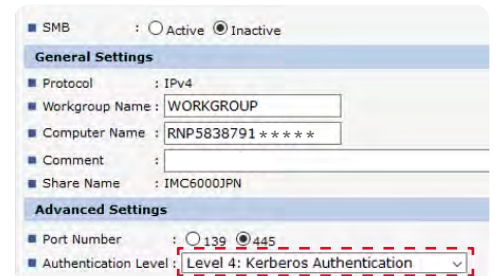 SMB : Active Inactive
General Settings
Protocol : IPv4
Workgroup Name : WORKGROUP
Computer Name : RNP5838791*****
Comment :
Share Name : IMC6000JPN
Advanced Settings
Port Number : 139 445
Authentication Level : Level 4: Kerberos Authentication